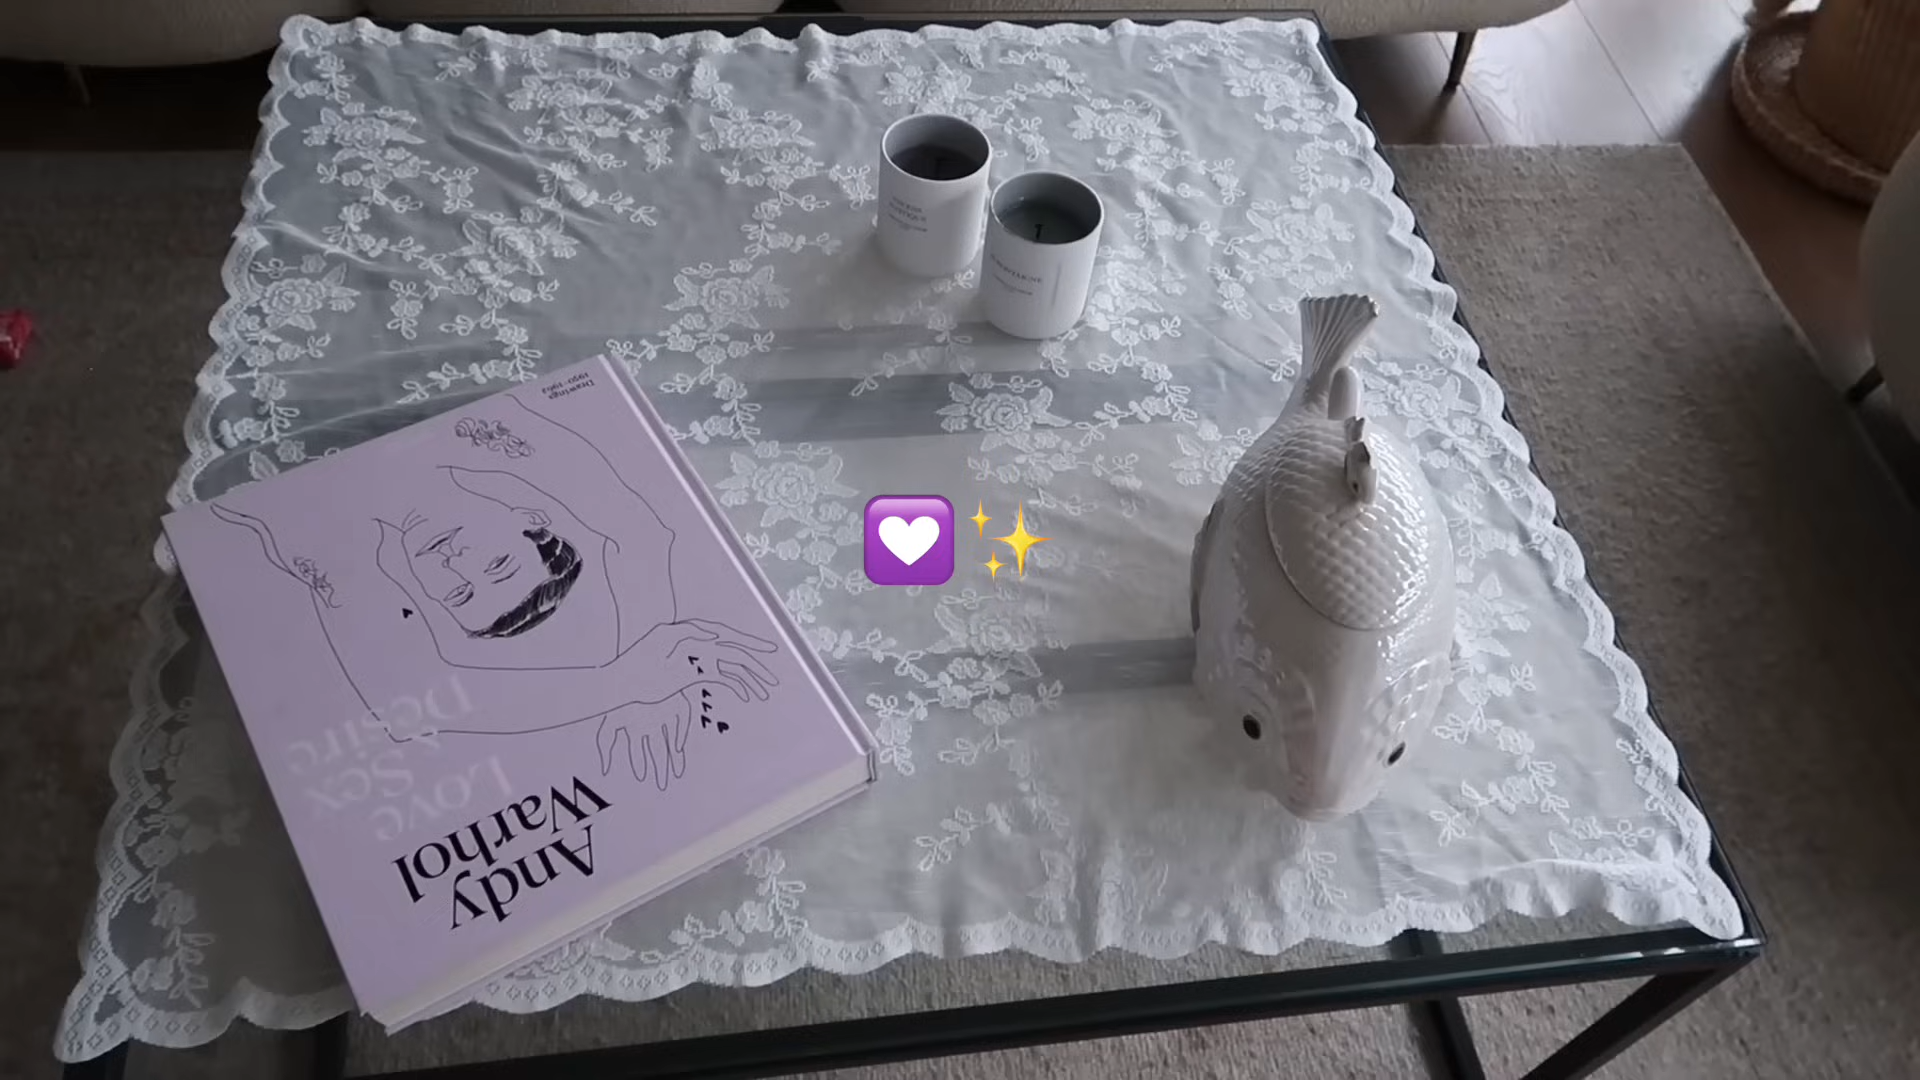 Andy
Warhol
Love
Sex
& Desire
Drawings
1950–1962